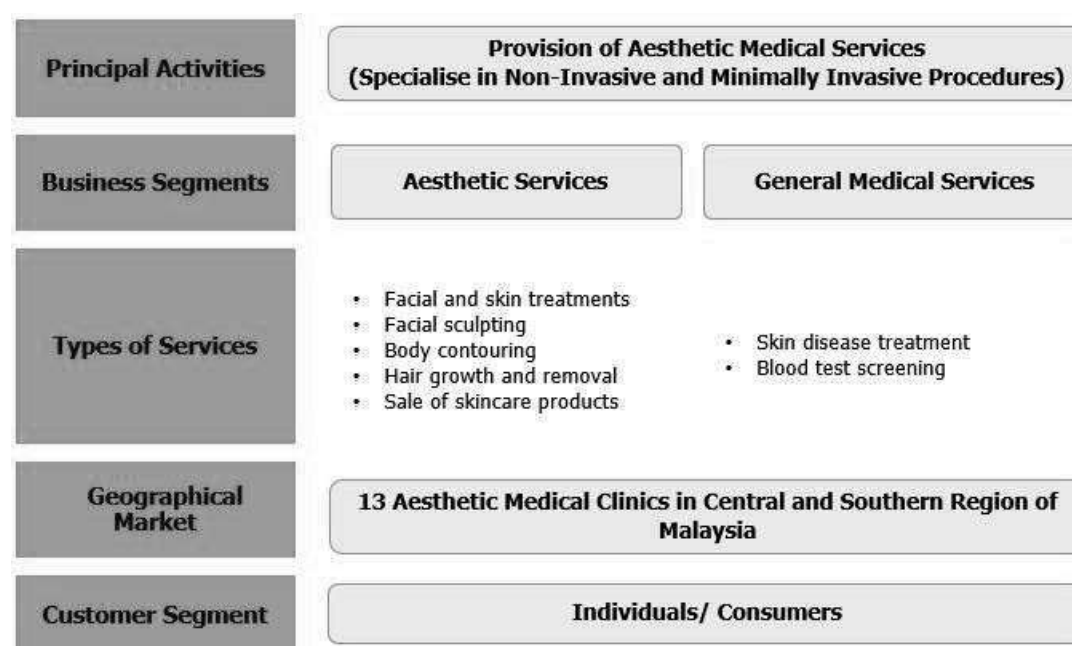 Principal Activities
Provision of Aesthetic Medical Services
(Specialise in Non-Invasive and Minimally Invasive Procedures)
Business Segments
Aesthetic Services
General Medical Services
Types of Services
• Facial and skin treatments
• Facial sculpting
• Body contouring
• Hair growth and removal
• Sale of skincare products
• Skin disease treatment
• Blood test screening
Geographical
Market
13 Aesthetic Medical Clinics in Central and Southern Region of
Malaysia
Customer Segment
Individuals/ Consumers